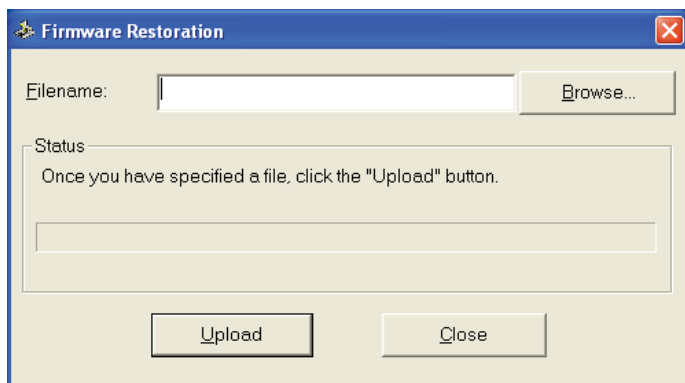 Firmware Restoration
Filename:
Browse...
Status
Once you have specified a file, click the "Upload" button.
Upload
Close